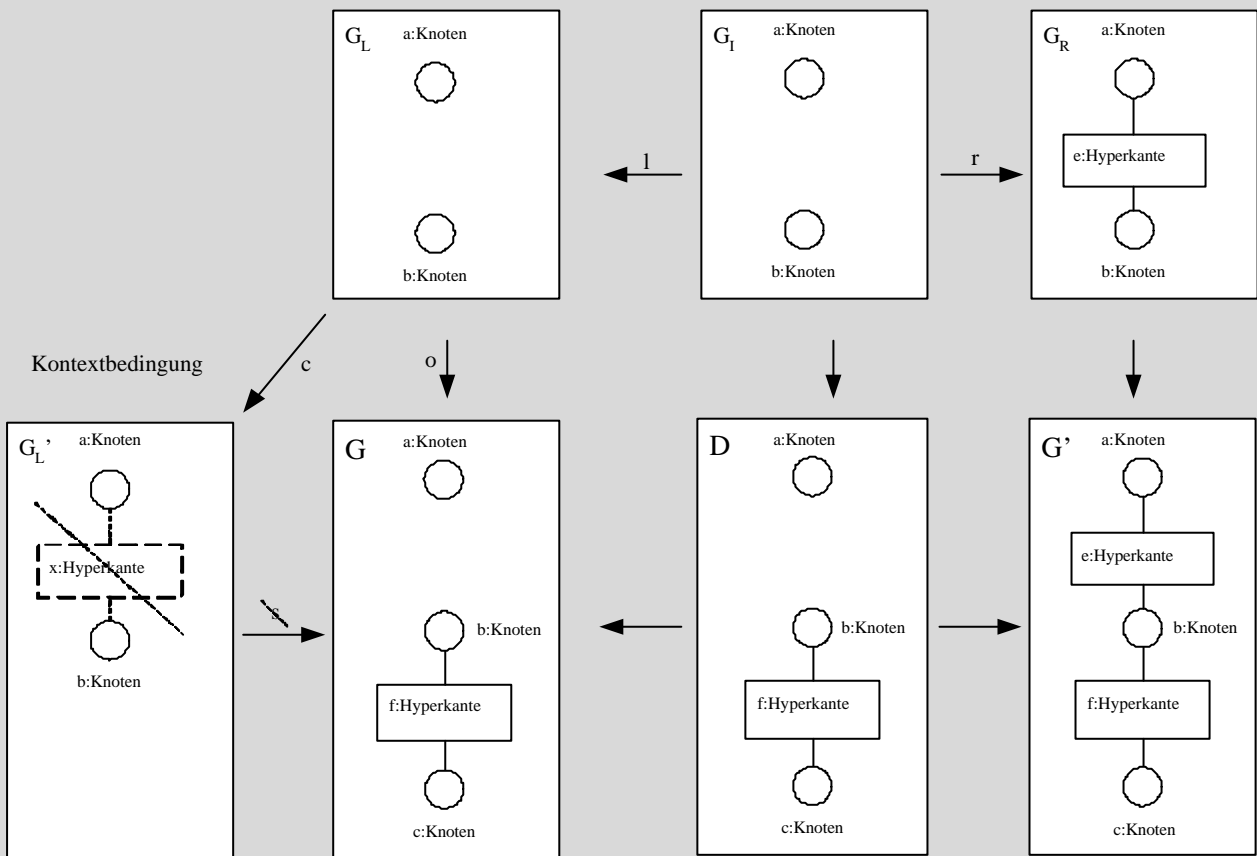 G_L
a:Knoten
b:Knoten
G_I
a:Knoten
b:Knoten
G_R
a:Knoten
e:Hyperkante
b:Knoten
l
r
Kontextbedingung
c
o
G_L’
a:Knoten
x:Hyperkante
b:Knoten
s
G
a:Knoten
b:Knoten
f:Hyperkante
c:Knoten
D
a:Knoten
b:Knoten
f:Hyperkante
c:Knoten
G’
a:Knoten
e:Hyperkante
b:Knoten
f:Hyperkante
c:Knoten